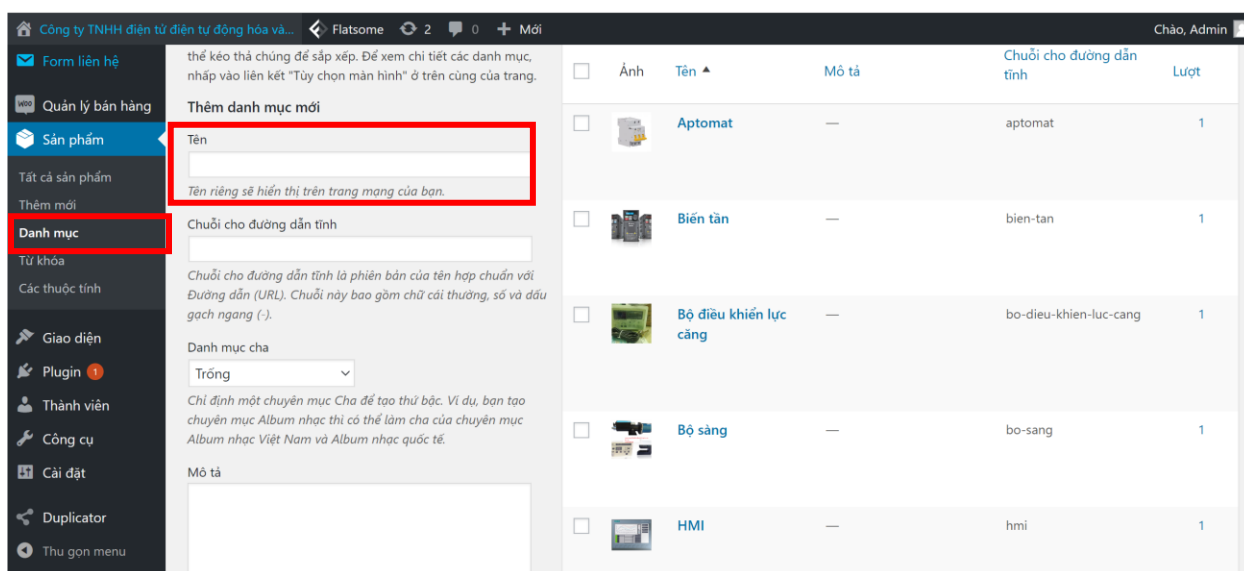 Công ty TNHH điện tử điện tự động hóa và... Flatsome 2 0 Mới Chào, Admin
Form liên hệ
Quản lý bán hàng
Sản phẩm
Tất cả sản phẩm
Thêm mới
Danh mục
Từ khóa
Các thuộc tính
Giao diện
Plugin 1
Thành viên
Công cụ
Cài đặt
Duplicator
Thu gọn menu
thể kéo thả chúng để sắp xếp. Để xem chi tiết các danh mục,
nhấp vào liên kết "Tùy chọn màn hình" ở trên cùng của trang.
Thêm danh mục mới
Tên
Tên riêng sẽ hiển thị trên trang mạng của bạn.
Chuỗi cho đường dẫn tĩnh
Chuỗi cho đường dẫn tĩnh là phiên bản của tên hợp chuẩn với
Đường dẫn (URL). Chuỗi này bao gồm chữ cái thường, số và dấu
gạch ngang (-).
Danh mục cha
Trống
Chỉ định một chuyên mục Cha để tạo thứ bậc. Ví dụ, bạn tạo
chuyên mục Album nhạc thì có thể làm cha của chuyên mục
Album nhạc Việt Nam và Album nhạc quốc tế.
Mô tả
Ảnh Tên Mô tả Chuỗi cho đường dẫn
tĩnh Lượt
Aptomat — aptomat 1
Biến tần — bien-tan 1
Bộ điều khiển lực — bo-dieu-khien-luc-cang 1
căng
Bộ sàng — bo-sang 1
HMI — hmi 1